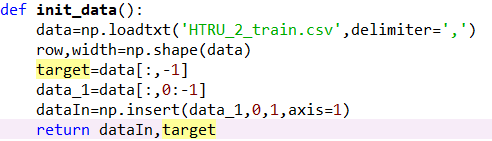 def init_data():
    data=np.loadtxt('HTRU_2_train.csv',delimiter=',')
    row,width=np.shape(data)
    target=data[:,-1]
    data_1=data[:,0:-1]
    dataIn=np.insert(data_1,0,1,axis=1)
    return dataIn,target